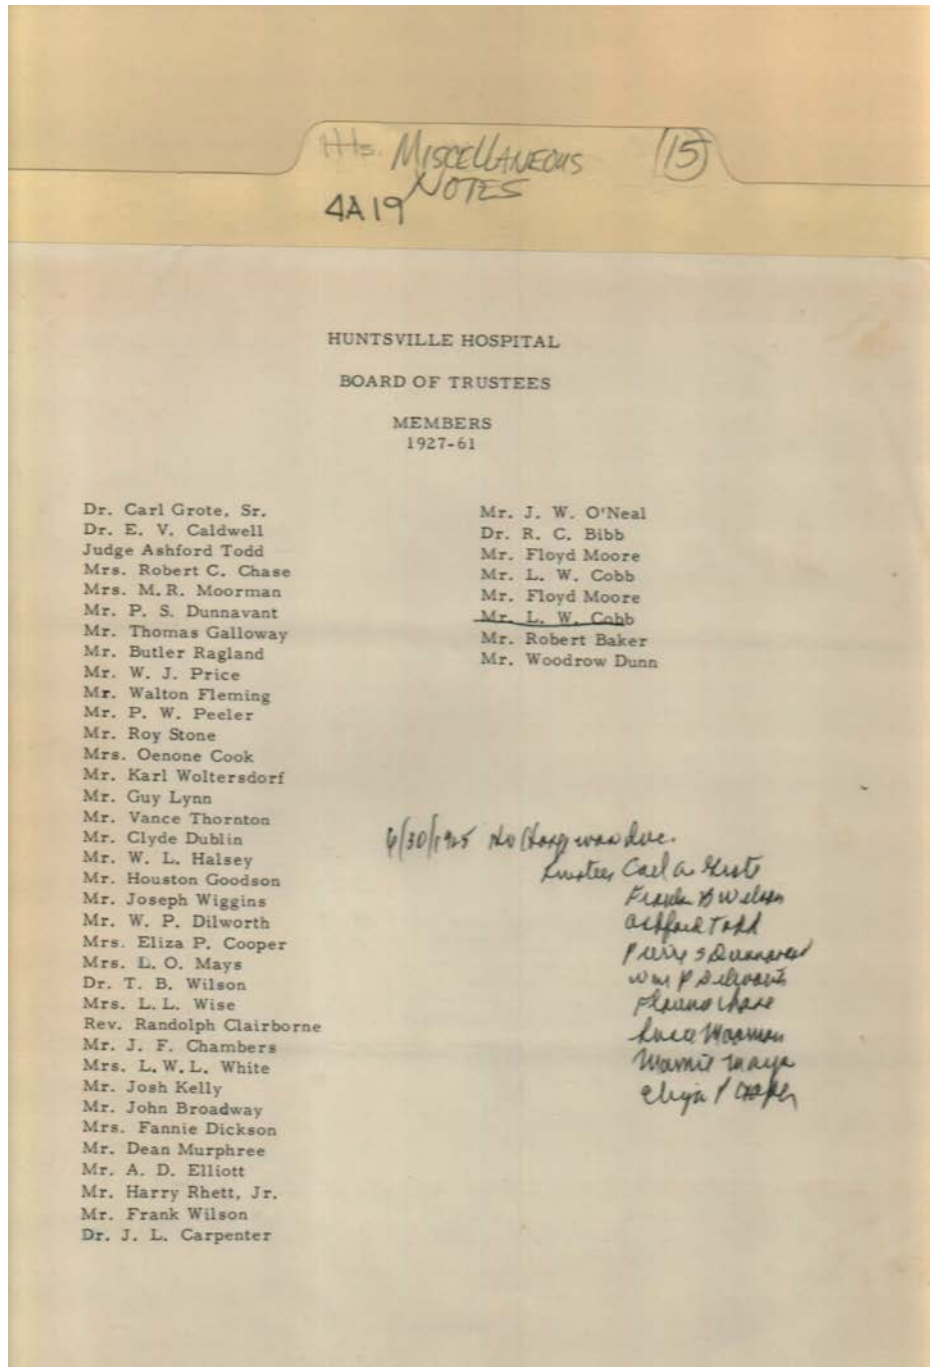 MISCELLANEOUS
NOTES
15
4A19
HUNTSVILLE HOSPITAL
BOARD OF TRUSTEES
MEMBERS
1927-61
Dr. Carl Grote, Sr.
Dr. E. V. Caldwell
Judge Ashford Todd
Mrs. Robert C. Chase
Mrs. M. R. Moorman
Mr. P. S. Dunnavant
Mr. Thomas Galloway
Mr. Butler Ragland
Mr. W. J. Price
Mr. Walton Fleming
Mr. P. W. Peeler
Mr. Roy Stone
Mrs. Oenone Cook
Mr. Karl Woltersdorf
Mr. Guy Lynn
Mr. Vance Thornton
Mr. Clyde Dublin
Mr. W. L. Halsey
Mr. Houston Goodson
Mr. Joseph Wiggins
Mr. W. P. Dilworth
Mrs. Eliza P. Cooper
Mrs. L. O. Mays
Dr. T. B. Wilson
Mrs. L. L. Wise
Rev. Randolph Clairborne
Mr. J. F. Chambers
Mrs. L. W. L. White
Mr. Josh Kelly
Mr. John Broadway
Mrs. Fannie Dickson
Mr. Dean Murphree
Mr. A. D. Elliott
Mr. Harry Rhett, Jr.
Mr. Frank Wilson
Dr. J. L. Carpenter
Mr. J. W. O'Neal
Dr. R. C. Bibb
Mr. Floyd Moore
Mr. L. W. Cobb
Mr. Floyd Moore
Mr. L. W. Cobb
Mr. Robert Baker
Mr. Woodrow Dunn
6/30/1925
Trustees Carl A. Grote
Wilson
Ashford Todd
Dunnavant
Wm P
Chase
Moorman
Mamie Mays
Eliza P Cooper